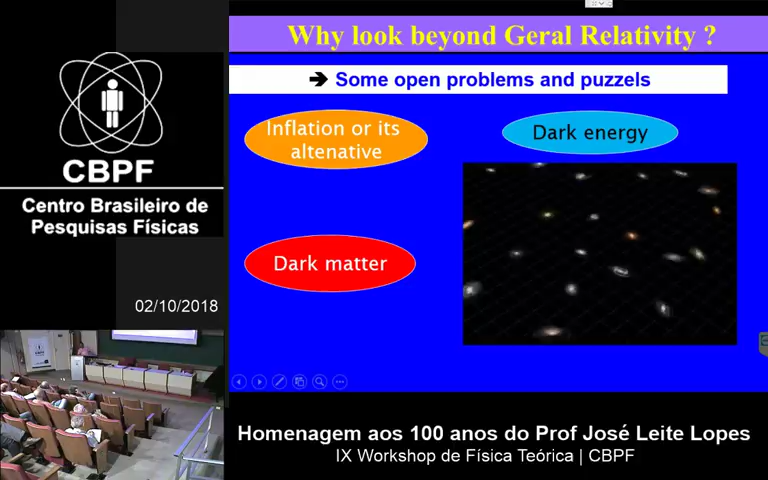 Why look beyond Geral Relativity ?
➔ Some open problems and puzzels
Inflation or its
altenative
Dark energy
Dark matter
CBPF
Centro Brasileiro de
Pesquisas Físicas
02/10/2018
CBPF
Homenagem aos 100 anos do Prof José Leite Lopes
IX Workshop de Física Teórica | CBPF